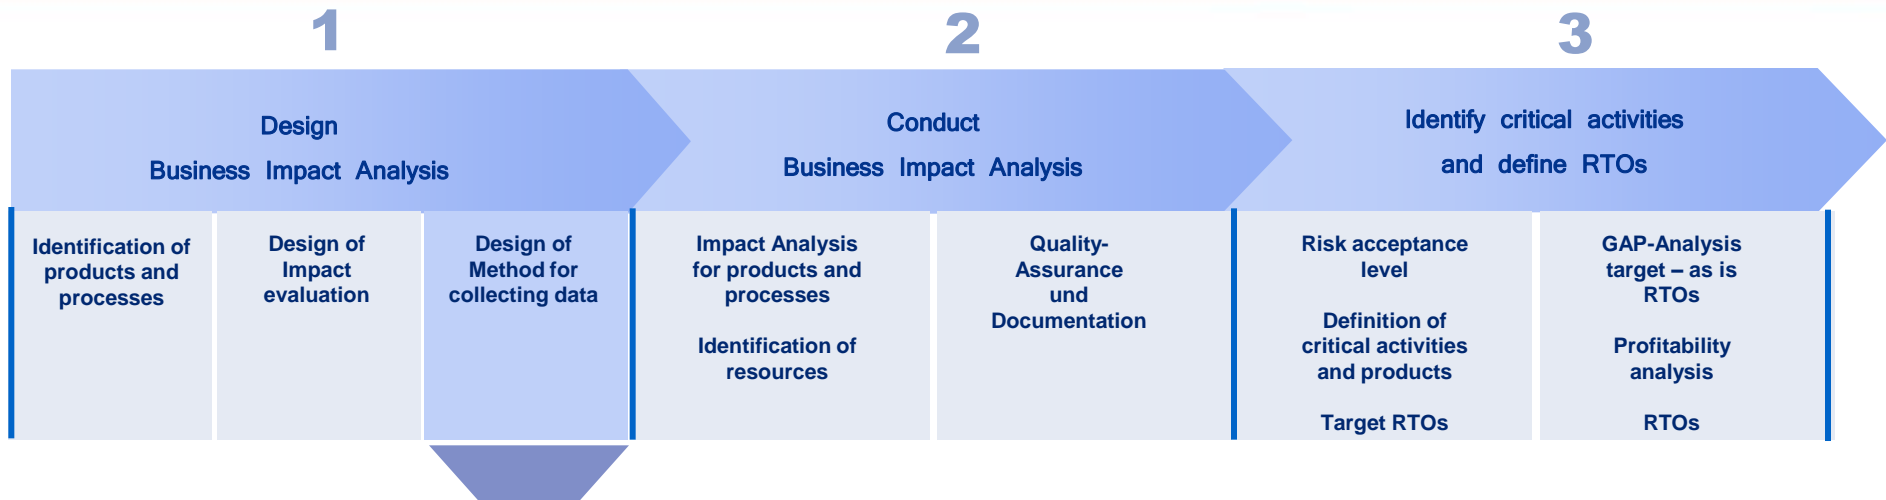 1
2
3
Design
Business Impact Analysis
Conduct
Business Impact Analysis
Identify critical activities
and define RTOs
Identification of
products and
processes
Design of
Impact
evaluation
Design of
Method for
collecting data
Impact Analysis
for products and
processes
Identification of
resources
Quality-
Assurance
und
Documentation
Risk acceptance
level
Definition of
critical activities
and products
Target RTOs
GAP-Analysis
target – as is
RTOs
Profitability
analysis
RTOs